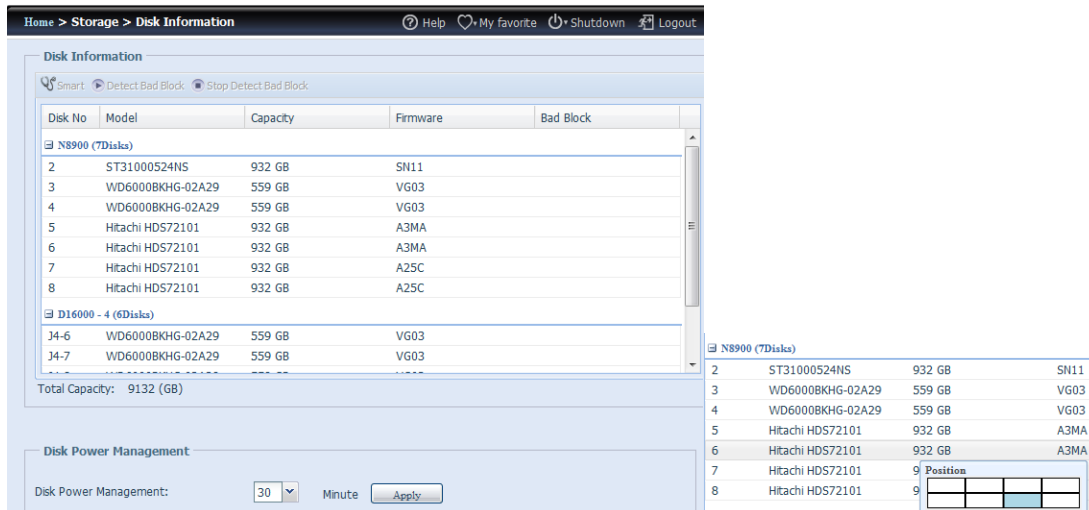 Home > Storage > Disk Information Help My favorite Shutdown Logout
Disk Information
Smart Detect Bad Block Stop Detect Bad Block
Disk No Model Capacity Firmware Bad Block
N8900 (7Disks)
2 ST31000524NS 932 GB SN11
3 WD6000BKHG-02A29 559 GB VG03
4 WD6000BKHG-02A29 559 GB VG03
5 Hitachi HDS72101 932 GB A3MA
6 Hitachi HDS72101 932 GB A3MA
7 Hitachi HDS72101 932 GB A25C
8 Hitachi HDS72101 932 GB A25C
D16000 - 4 (6Disks)
J4-6 WD6000BKHG-02A29 559 GB VG03
J4-7 WD6000BKHG-02A29 559 GB VG03
Total Capacity: 9132 (GB)
Disk Power Management
Disk Power Management: 30 Minute Apply
N8900 (7Disks)
2 ST31000524NS 932 GB SN11
3 WD6000BKHG-02A29 559 GB VG03
4 WD6000BKHG-02A29 559 GB VG03
5 Hitachi HDS72101 932 GB A3MA
6 Hitachi HDS72101 932 GB A3MA
7 Hitachi HDS72101 9 Position
8 Hitachi HDS72101 9